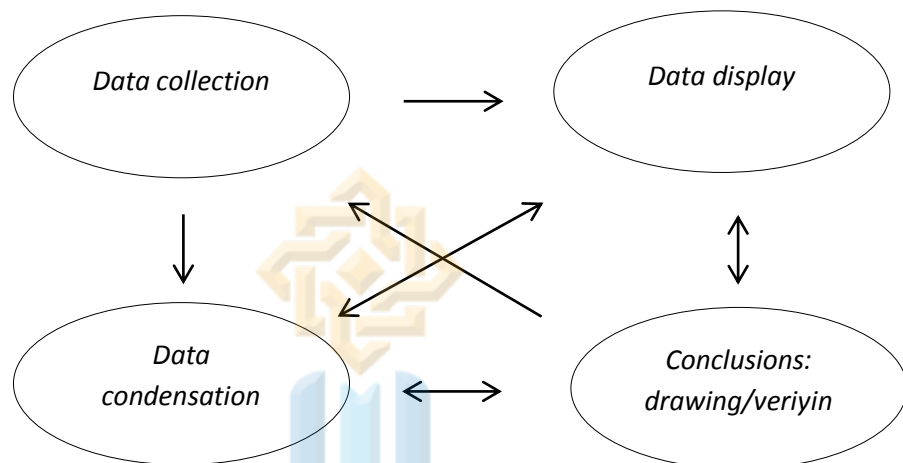 Data collection
Data display
Data
condensation
Conclusions:
drawing/veriyin